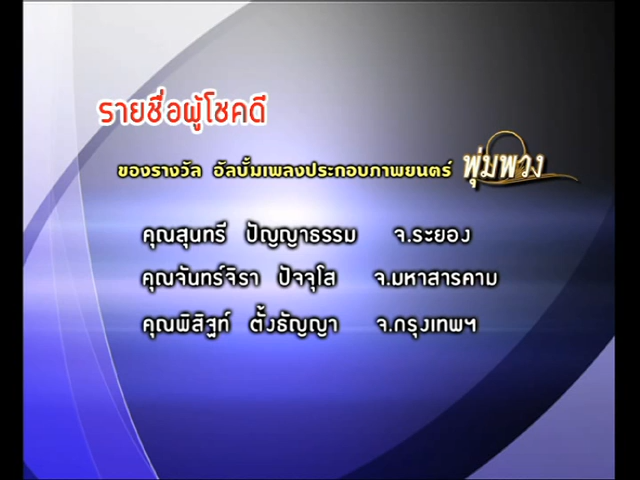 รายชื่อผู้โชคดี
ของรางวัล อัลบั้มเพลงประกอบภาพยนตร์ พุ่มพวง
คุณสุนทรี ปัญญาธรรม จ.ระยอง
คุณจันทร์จิรา ปัจจุโส จ.มหาสารคาม
คุณพิสิฐท์ ตั้งธัญญา จ.กรุงเทพฯ